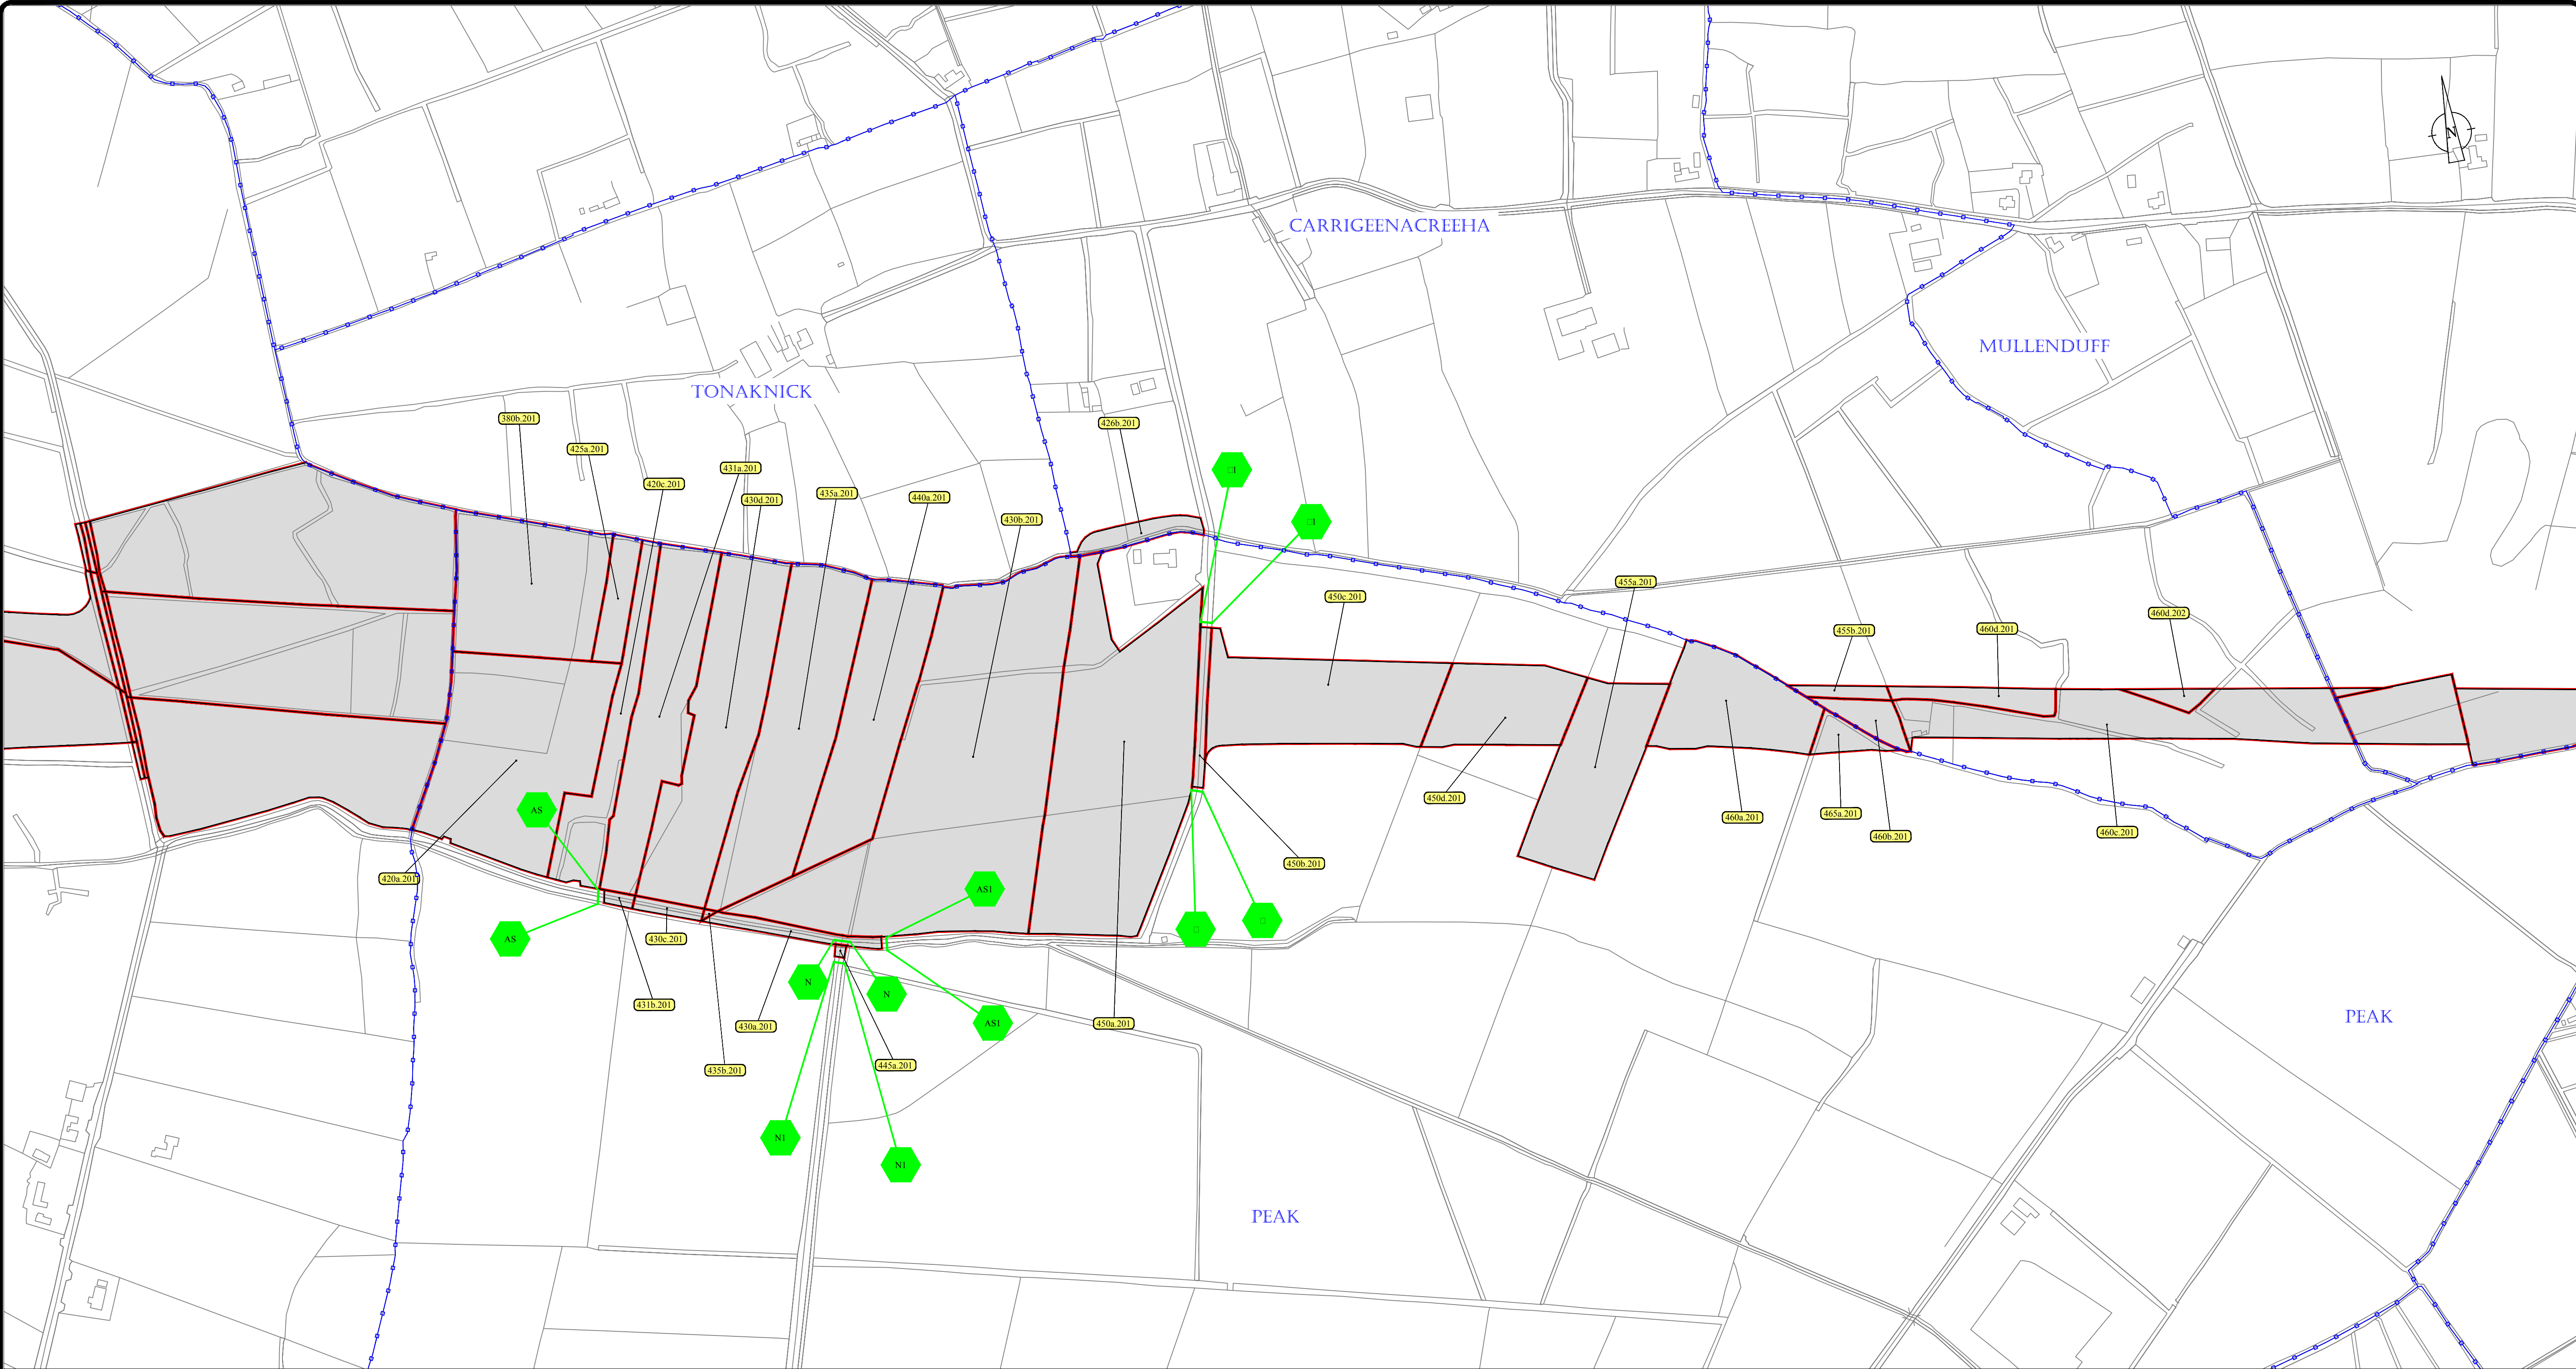 N
CARRIGEENACREEHA
MULLENDUFF
TONAKNICK
380b.201
426b.201
425a.201
431a.201
□1
420c.201
435a.201
440a.201
430d.201
430b.201
□1
455a.201
450c.201
460d.202
460d.201
455b.201
450d.201
AS
465a.201
460a.201
460c.201
460b.201
450b.201
420a.201
AS1
□
□
AS
430c.201
N
N
431b.201
PEAK
AS1
450a.201
430a.201
445a.201
435b.201
N1
N1
PEAK